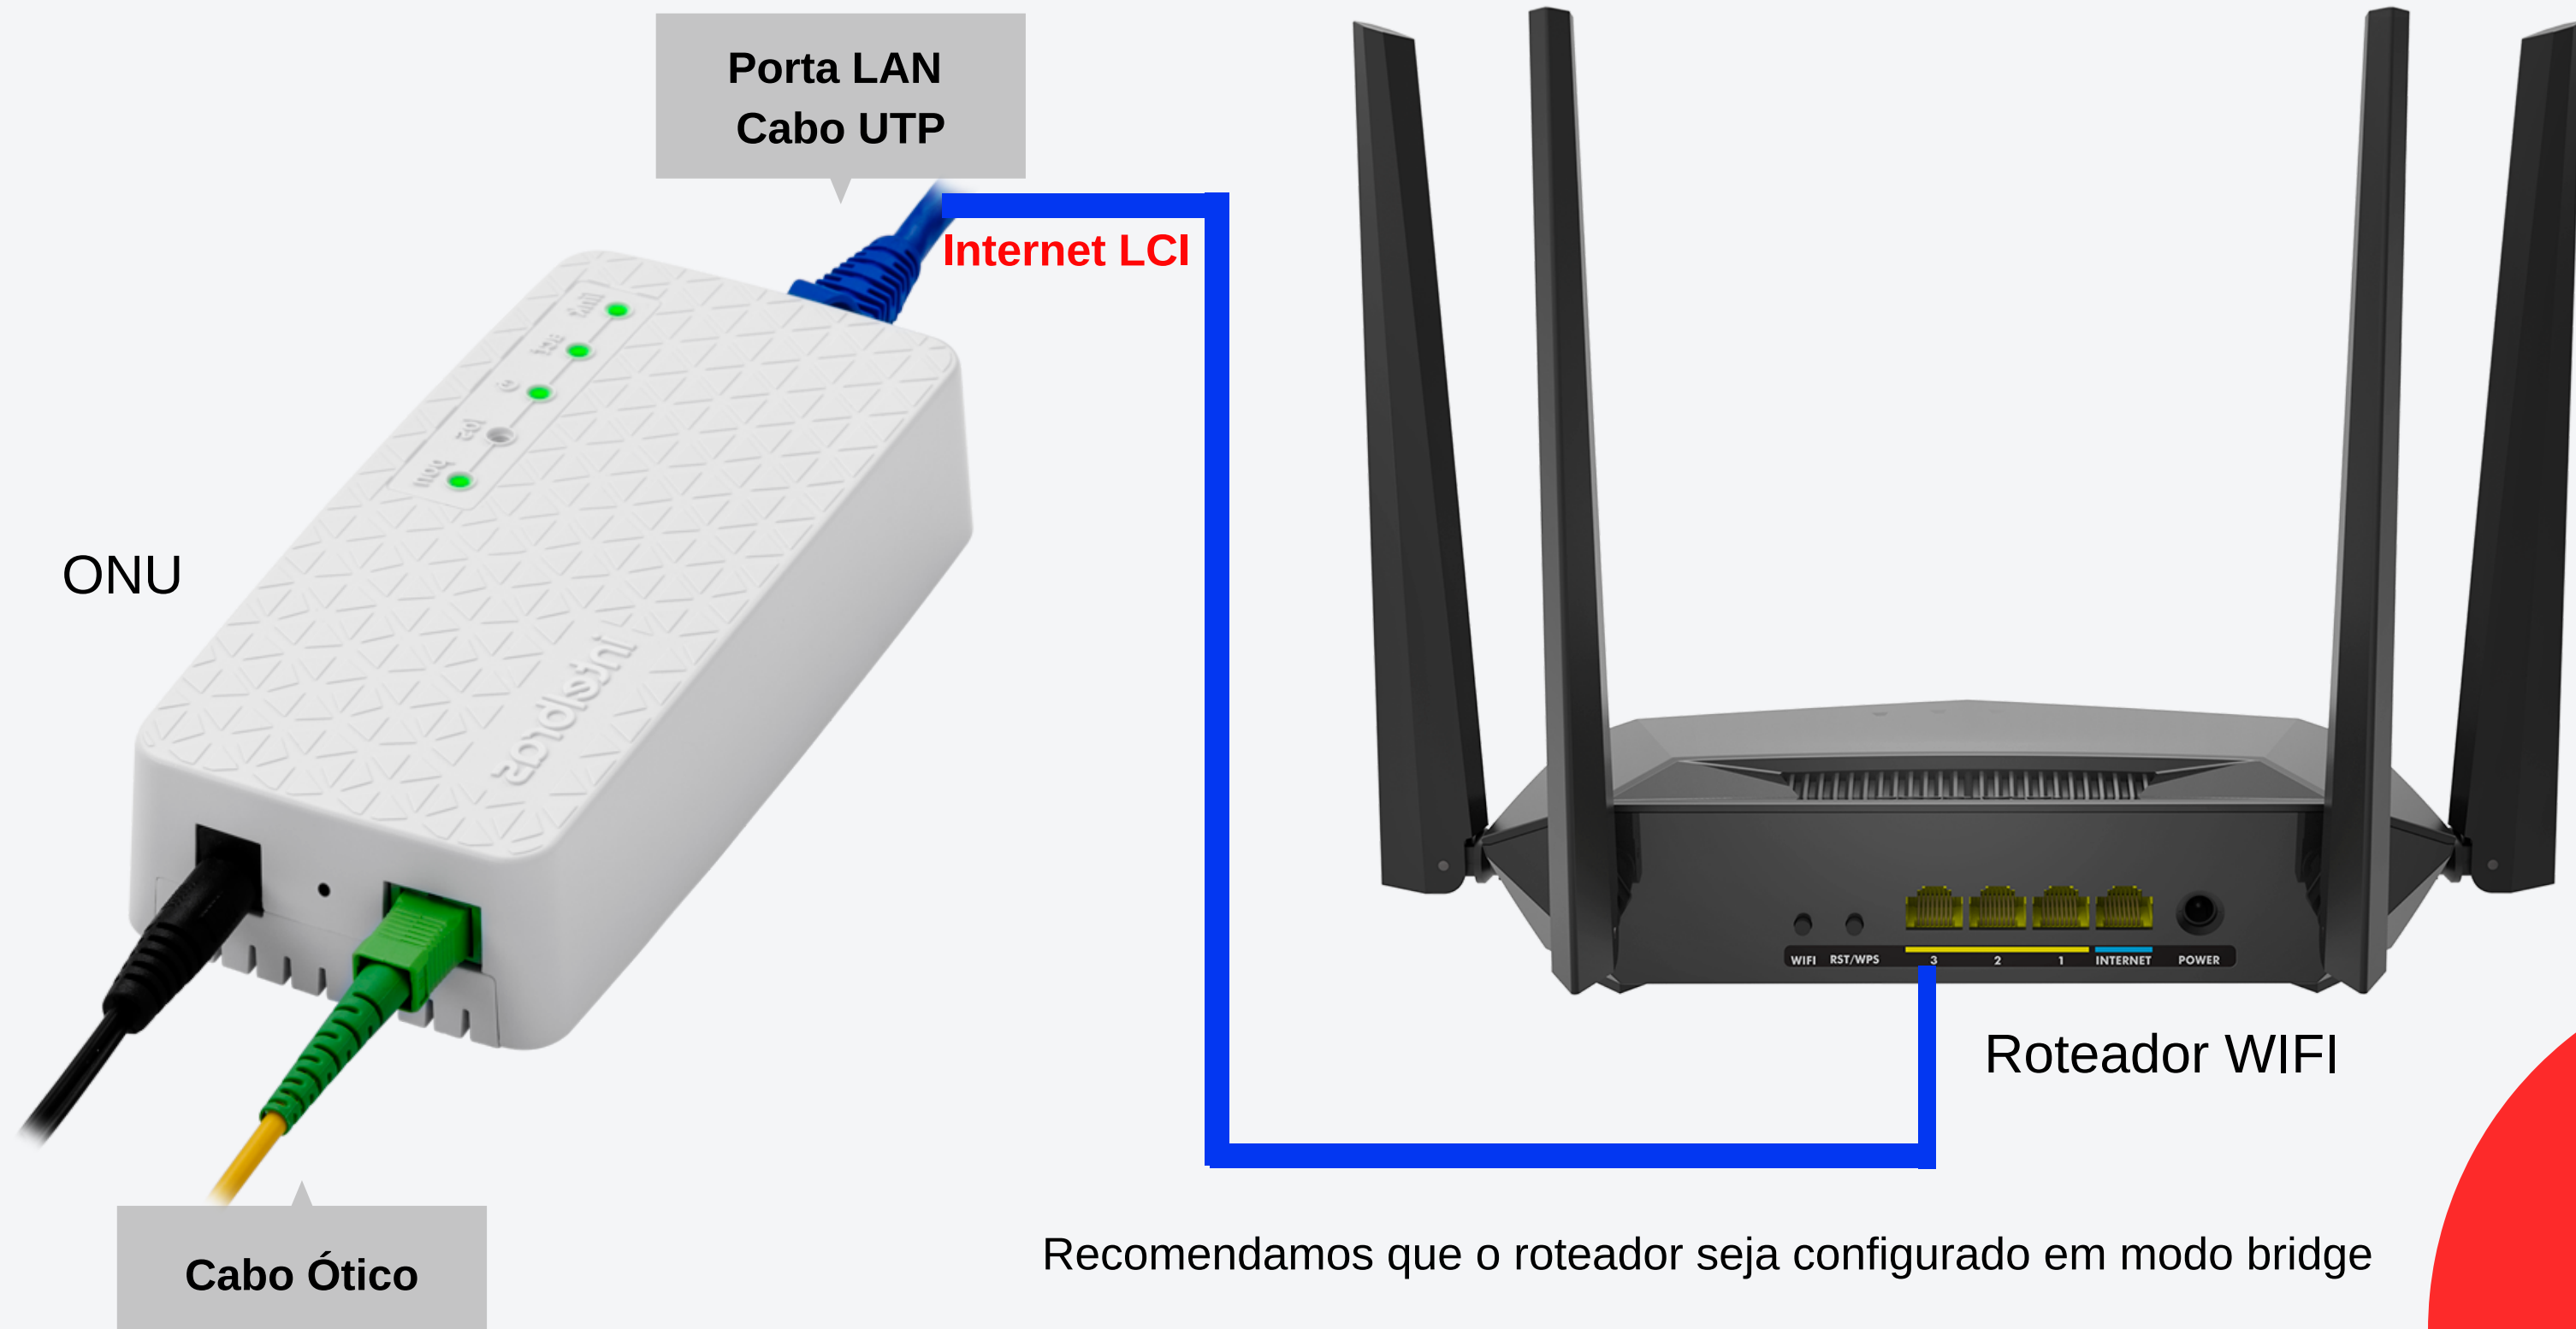 Porta LAN
Cabo UTP
Internet LCI
ONU
intelbras
WIFI RST/WPS 3 2 1 INTERNET POWER
Roteador WIFI
Recomendamos que o roteador seja configurado em modo bridge
Cabo Ótico